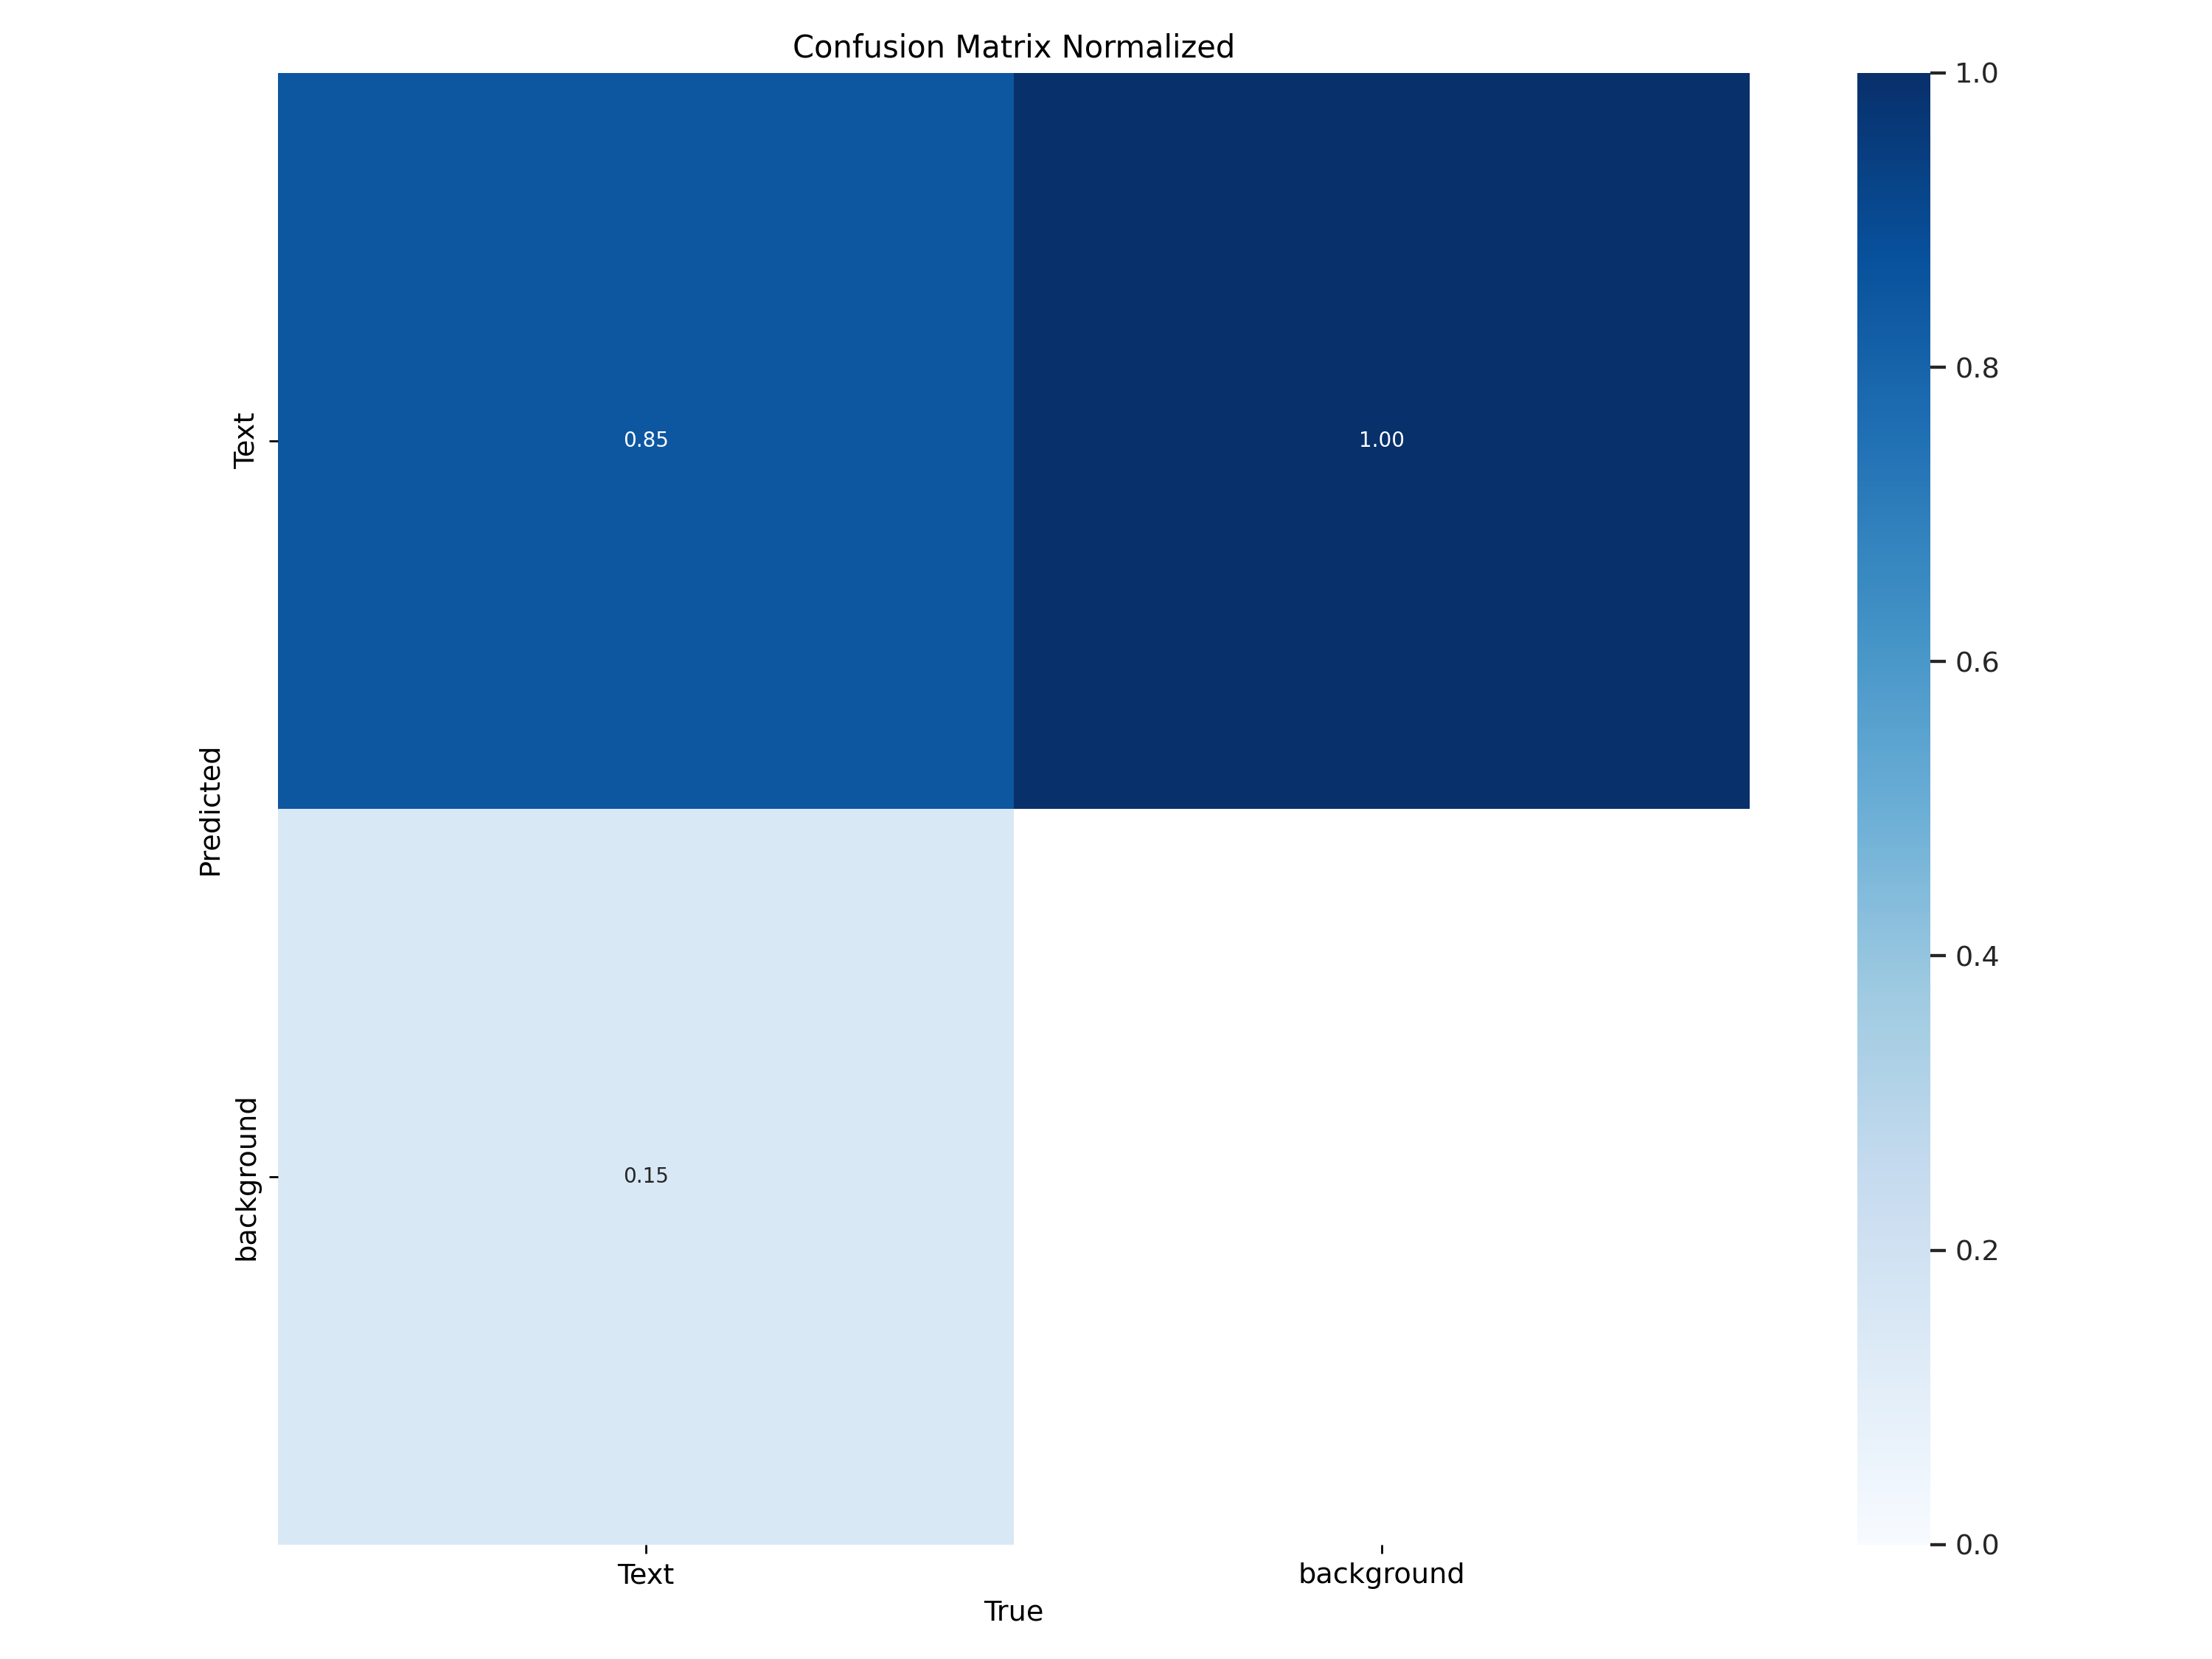 Confusion Matrix Normalized
1.0
0.8
0.6
0.4
0.2
0.0
Predicted
Text
background
0.85
1.00
0.15
Text
background
True